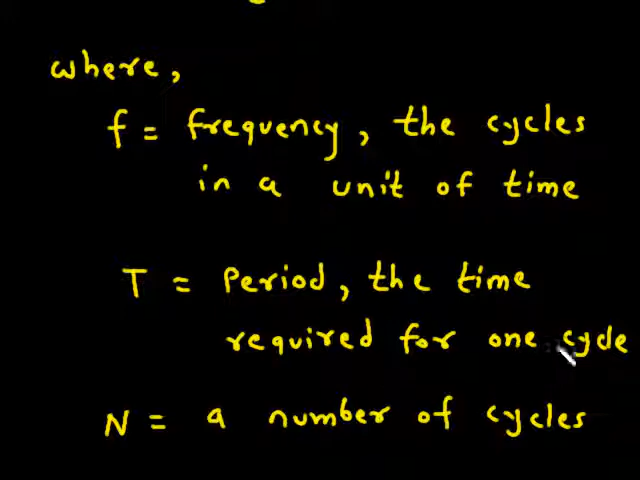 where,
f = frequency, the cycles
in a unit of time
T = Period, the time
required for one cycle
N = a number of cycles